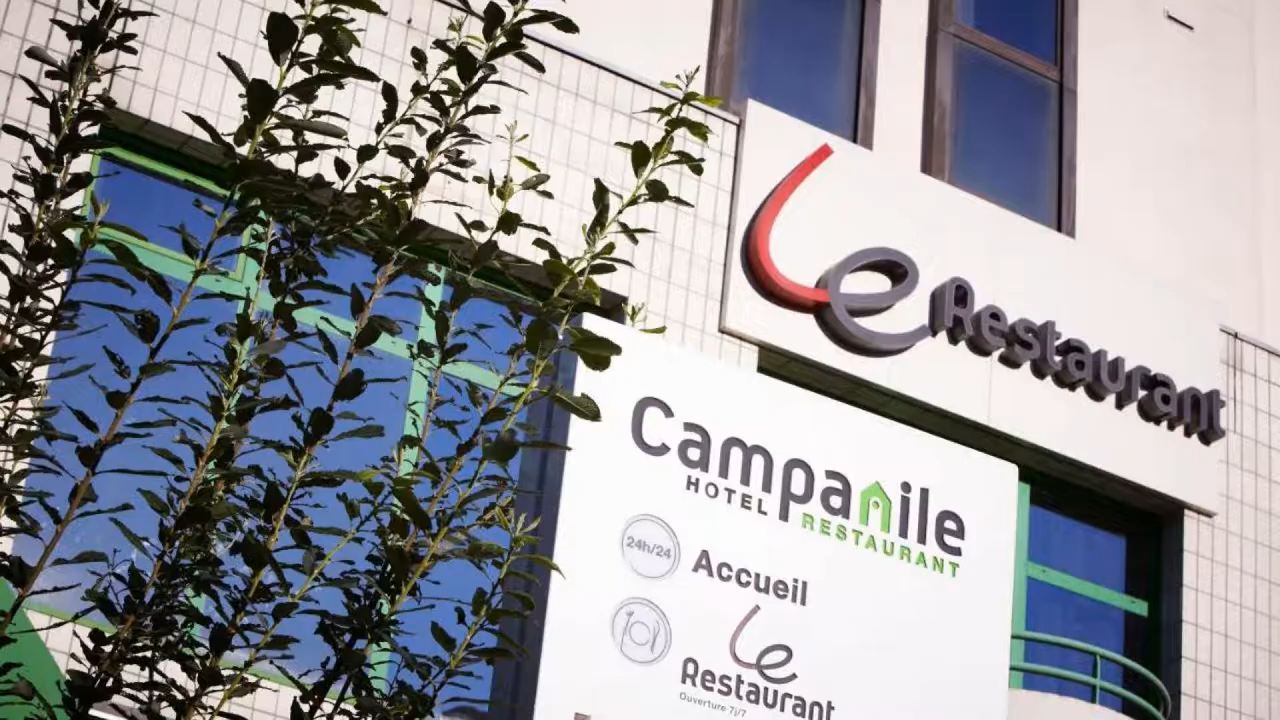 Le Restaurant
Campanile
HOTEL RESTAURANT
24h/24
Accueil
Le
Restaurant
Ouverture 7j/7